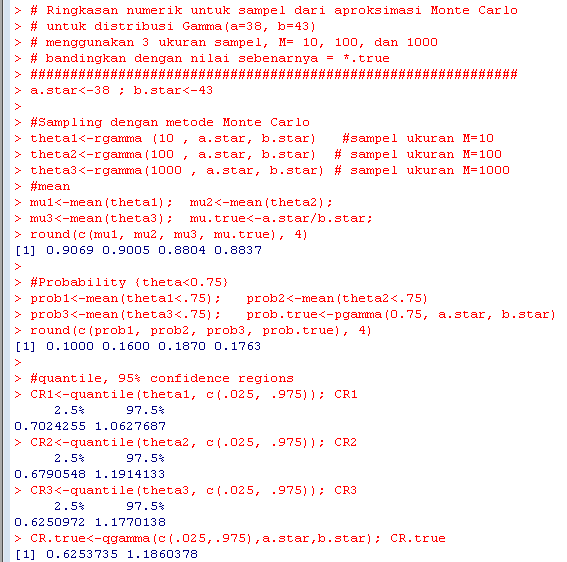 > # Ringkasan numerik untuk sampel dari aproksimasi Monte Carlo
> # untuk distribusi Gamma(a=38, b=43)
> # menggunakan 3 ukuran sampel, M= 10, 100, dan 1000
> # bandingkan dengan nilai sebenarnya = *.true
> #############################################################
> a.star<-38 ; b.star<-43
>
> #Sampling dengan metode Monte Carlo
> theta1<-rgamma (10 , a.star, b.star)   #sampel ukuran M=10
> theta2<-rgamma(100 , a.star, b.star)  # sampel ukuran M=100
> theta3<-rgamma(1000 , a.star, b.star) # sampel ukuran M=1000
> #mean
> mu1<-mean(theta1);  mu2<-mean(theta2);
> mu3<-mean(theta3);  mu.true<-a.star/b.star;
> round(c(mu1, mu2, mu3, mu.true), 4)
[1] 0.9069 0.9005 0.8804 0.8837
>
> #Probability {theta<0.75}
> prob1<-mean(theta1<.75);   prob2<-mean(theta2<.75)
> prob3<-mean(theta3<.75);   prob.true<-pgamma(0.75, a.star, b.star)
> round(c(prob1, prob2, prob3, prob.true), 4)
[1] 0.1000 0.1600 0.1870 0.1763
>
> #quantile, 95% confidence regions
> CR1<-quantile(theta1, c(.025, .975)); CR1
     2.5%     97.5%
0.7024255 1.0627687
> CR2<-quantile(theta2, c(.025, .975)); CR2
     2.5%     97.5%
0.6790548 1.1914133
> CR3<-quantile(theta3, c(.025, .975)); CR3
     2.5%     97.5%
0.6250972 1.1770138
> CR.true<-qgamma(c(.025,.975),a.star,b.star); CR.true
[1] 0.6253735 1.1860378